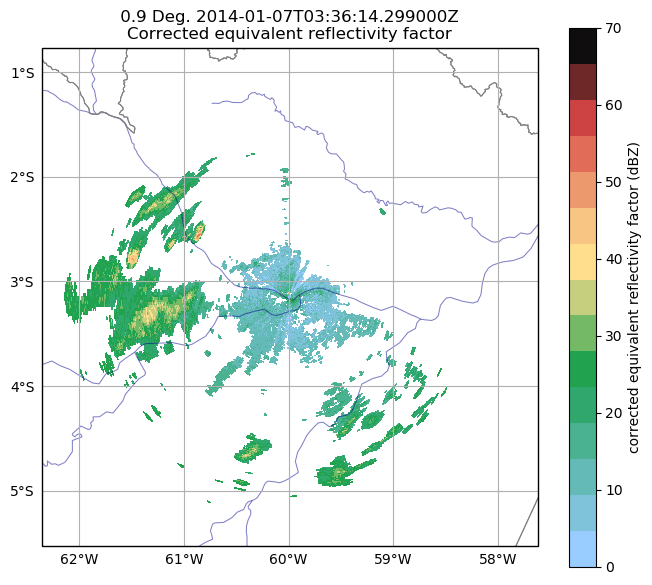 0.9 Deg. 2014-01-07T03:36:14.299000Z
Corrected equivalent reflectivity factor
1°S
2°S
3°S
4°S
5°S
62°W
61°W
60°W
59°W
58°W
70
60
50
40
30
20
10
0
corrected equivalent reflectivity factor (dBZ)